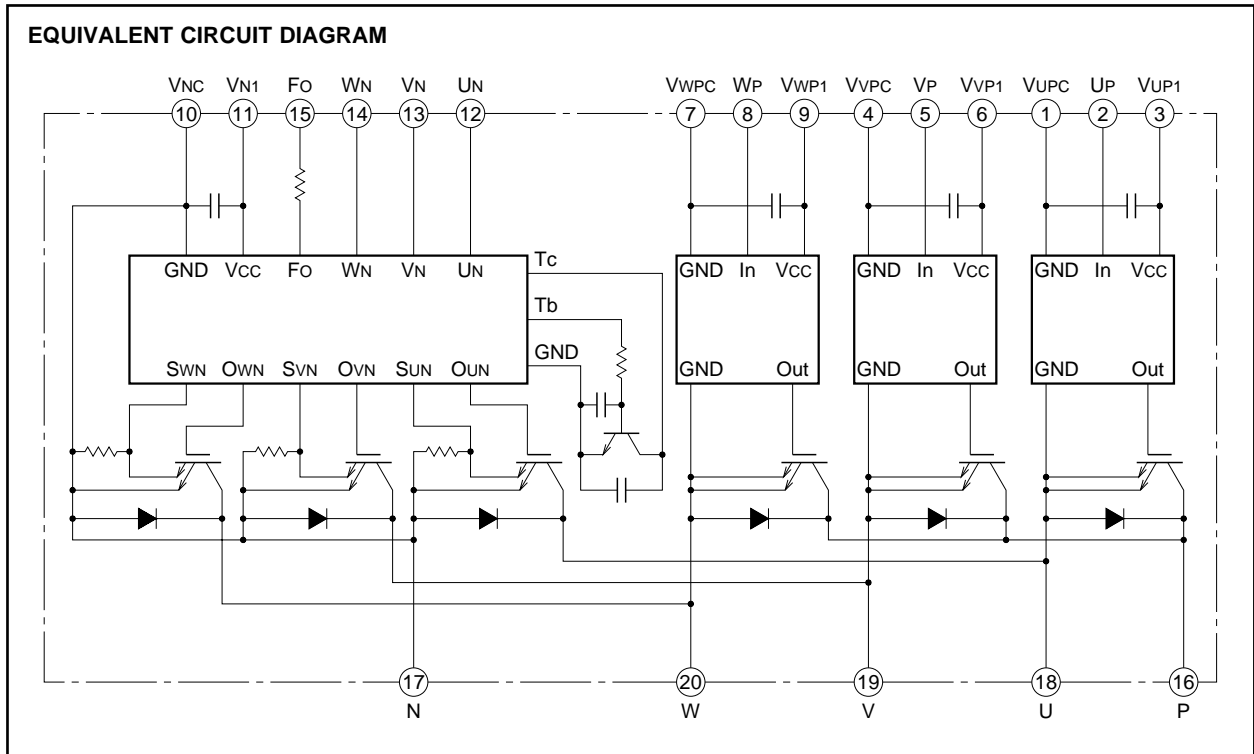 EQUIVALENT CIRCUIT DIAGRAM
VNC VN1 FO WN VN UN VWPC WP VWP1 VVPC VP VVP1 VUPC UP VUP1
10 11 15 14 13 12 7 8 9 4 5 6 1 2 3
GND VCC FO WN VN UN Tc GND In VCC GND In VCC GND In VCC
Tb
GND
SWN OWN SVN OVN SUN OUN GND Out GND Out GND Out
17 20 19 18 16
N W V U P